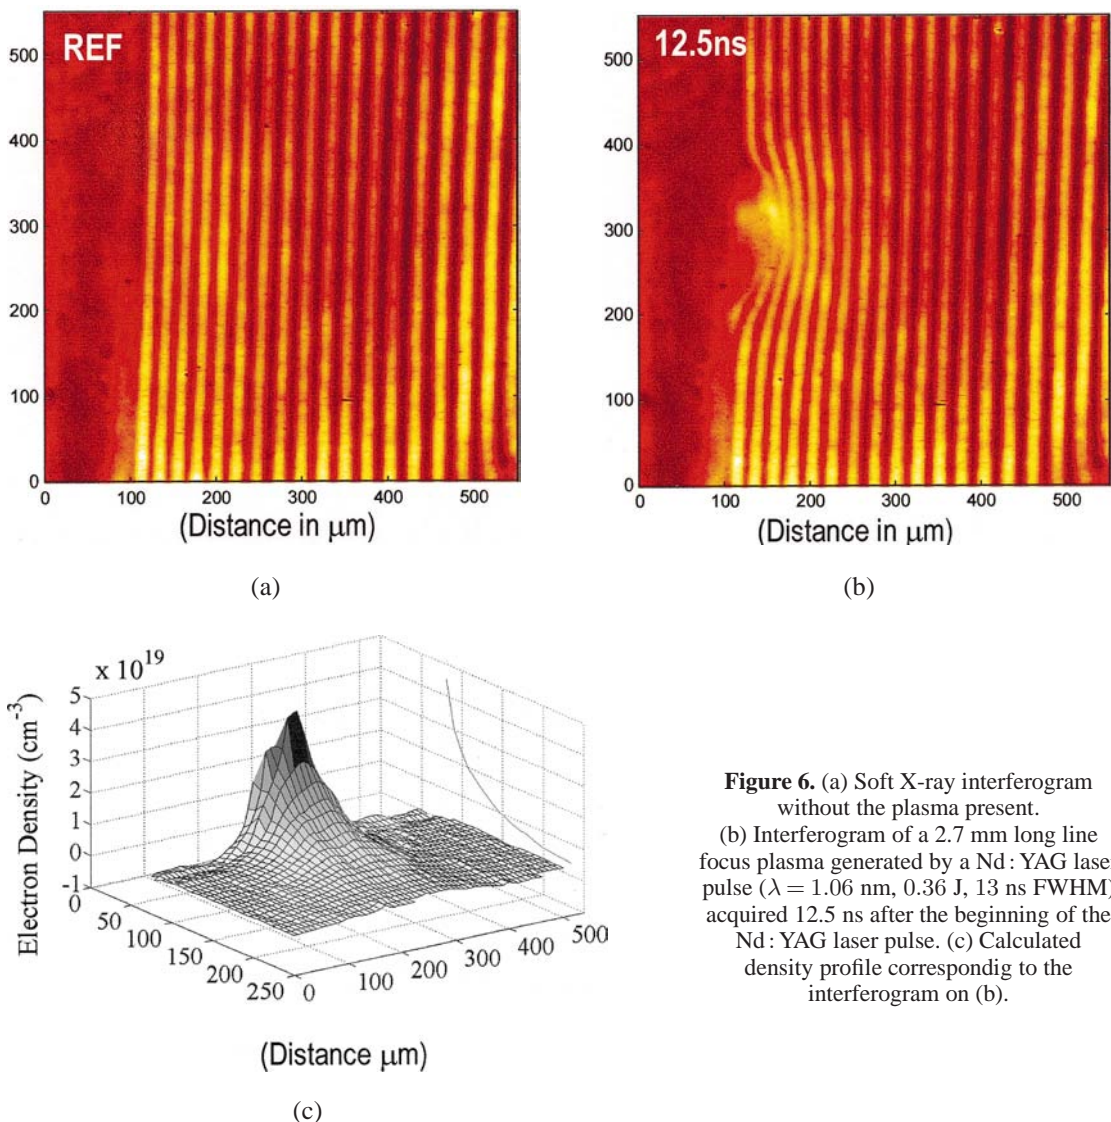 REF
500
400
300
200
100
0
0 100 200 300 400 500
(Distance in μm)
(a)
12.5ns
500
400
300
200
100
0
0 100 200 300 400 500
(Distance in μm)
(b)
x 10^19
Electron Density (cm^-3)
5
4
3
2
1
0
-1
0
50
100
150
200
250
0
100
200
300
400
500
(Distance μm)
(c)
Figure 6. (a) Soft X-ray interferogram
without the plasma present.
(b) Interferogram of a 2.7 mm long line
focus plasma generated by a Nd : YAG lase
pulse (λ = 1.06 nm, 0.36 J, 13 ns FWHM)
acquired 12.5 ns after the beginning of the
Nd : YAG laser pulse. (c) Calculated
density profile correspondig to the
interferogram on (b).